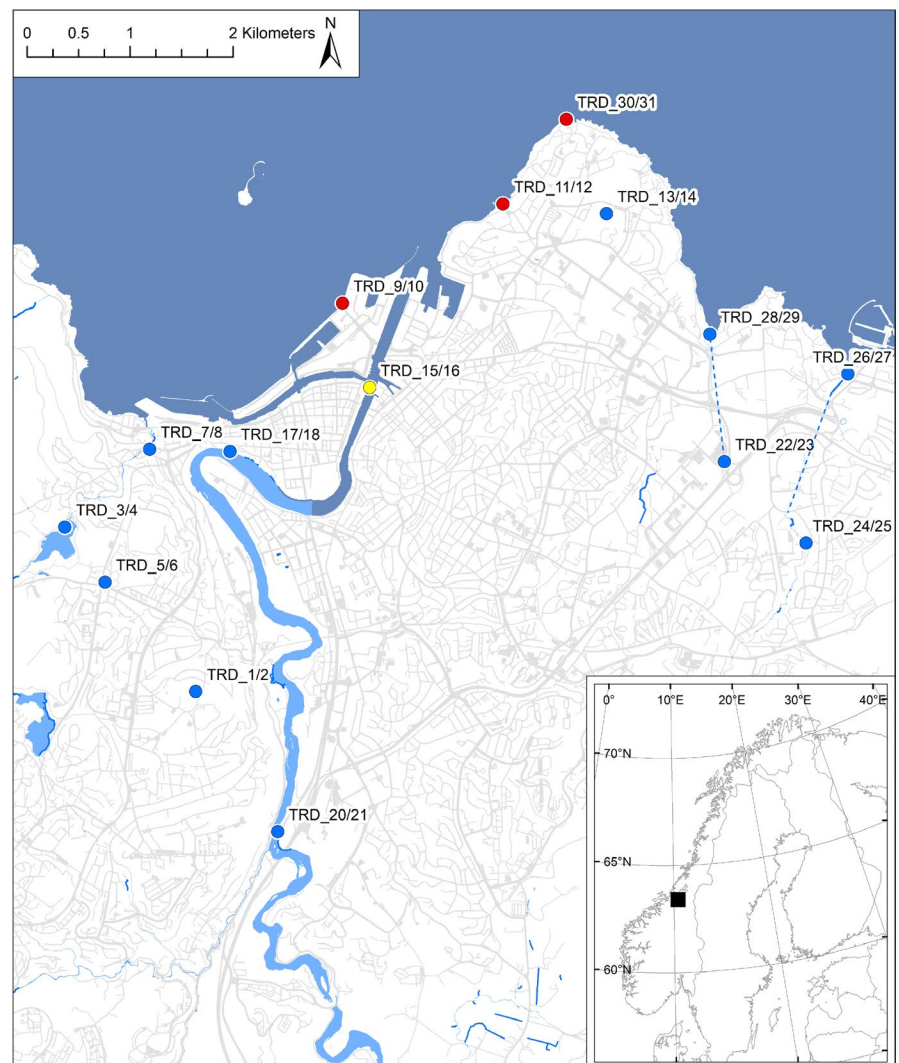 0 0.5 1 2 Kilometers
N
TRD_30/31
TRD_11/12
TRD_13/14
TRD_9/10
TRD_28/29
TRD_26/27
TRD_15/16
TRD_7/8
TRD_17/18
TRD_22/23
TRD_3/4
TRD_24/25
TRD_5/6
TRD_1/2
TRD_20/21
0° 10°E 20°E 30°E 40°E
70°N
65°N
60°N